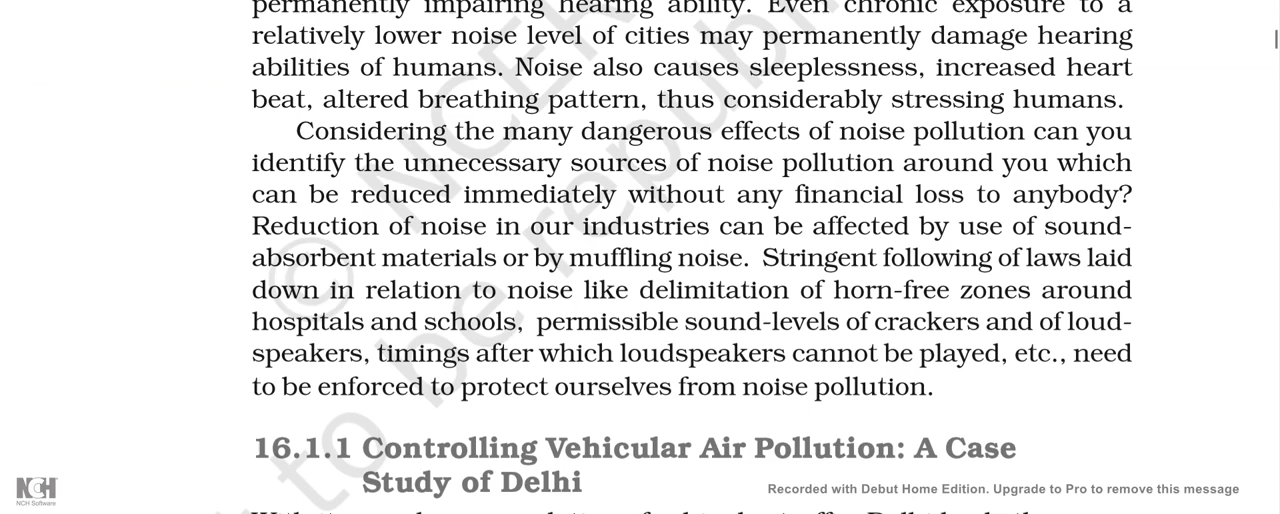 permanently impairing hearing ability. Even chronic exposure to a
relatively lower noise level of cities may permanently damage hearing
abilities of humans. Noise also causes sleeplessness, increased heart
beat, altered breathing pattern, thus considerably stressing humans.
Considering the many dangerous effects of noise pollution can you
identify the unnecessary sources of noise pollution around you which
can be reduced immediately without any financial loss to anybody?
Reduction of noise in our industries can be affected by use of sound-
absorbent materials or by muffling noise. Stringent following of laws laid
down in relation to noise like delimitation of horn-free zones around
hospitals and schools, permissible sound-levels of crackers and of loud-
speakers, timings after which loudspeakers cannot be played, etc., need
to be enforced to protect ourselves from noise pollution.
16.1.1 Controlling Vehicular Air Pollution: A Case
Study of Delhi
NCH
NCH Software
Recorded with Debut Home Edition. Upgrade to Pro to remove this message
© NCER
to be republi